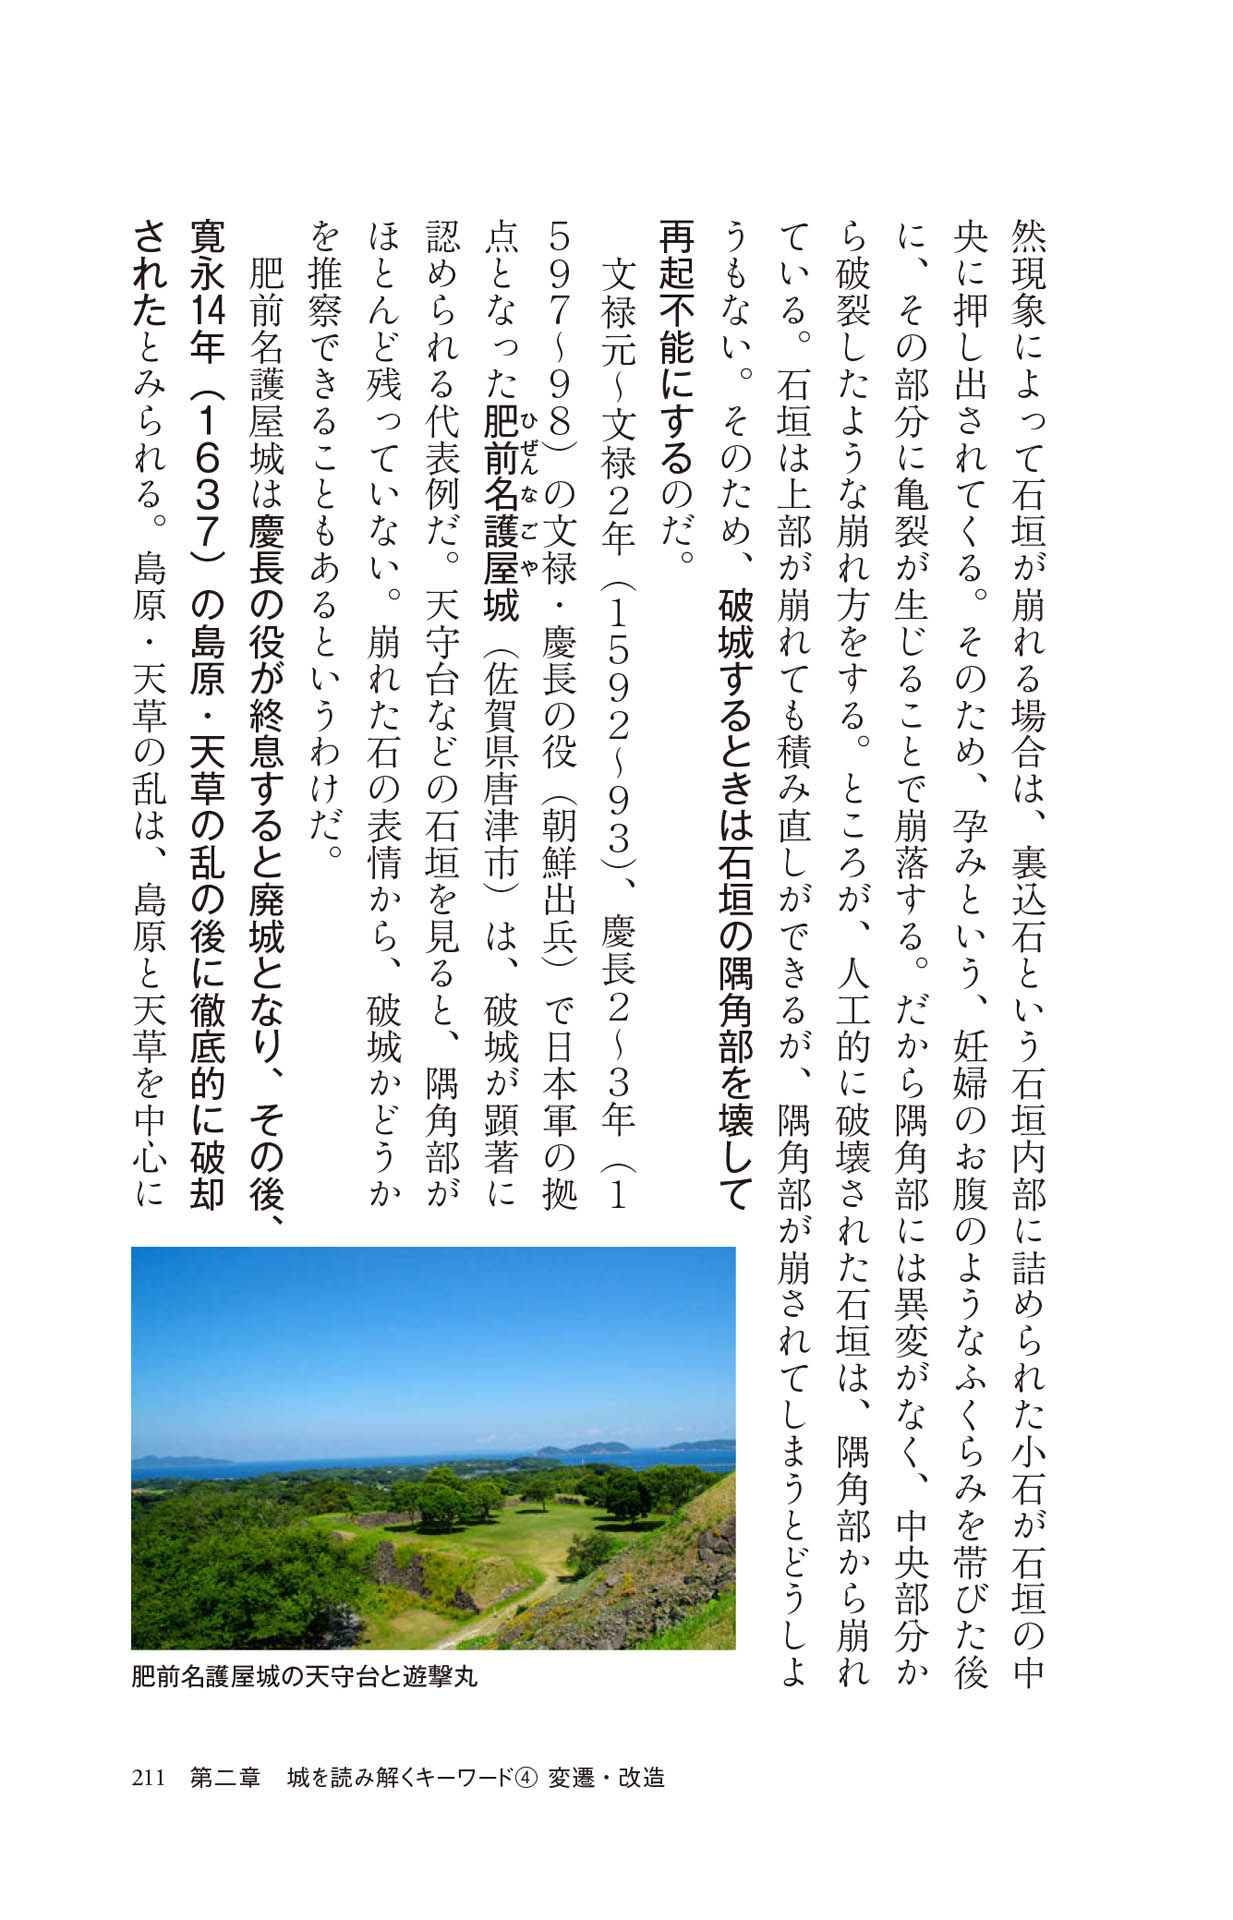 然現象によって石垣が崩れる場合は、裏込石という石垣内部に詰められた小石が石垣の中
央に押し出されてくる。そのため、孕みという、妊婦のお腹のようなふくらみを帯びた後
に、その部分に亀裂が生じることで崩落する。だから隅角部には異変がなく、中央部分か
ら破裂したような崩れ方をする。ところが、人工的に破壊された石垣は、隅角部から崩れ
ている。石垣は上部が崩れても積み直しができるが、隅角部が崩されてしまうとどうしよ
うもない。そのため、破城するときは石垣の隅角部を壊して
再起不能にするのだ。
文禄元〜文禄2年（1592〜93）、慶長2〜3年（1
597〜98）の文禄・慶長の役（朝鮮出兵）で日本軍の拠
点となった肥前名護屋城（佐賀県唐津市）は、破城が顕著に
ひぜんなごや
認められる代表例だ。天守台などの石垣を見ると、隅角部が
ほとんど残っていない。崩れた石の表情から、破城かどうか
を推察できることもあるというわけだ。
肥前名護屋城は慶長の役が終息すると廃城となり、その後、
寛永14年（1637）の島原・天草の乱の後に徹底的に破却
されたとみられる。島原・天草の乱は、島原と天草を中心に
肥前名護屋城の天守台と遊撃丸
211 第二章 城を読み解くキーワード④ 変遷・改造